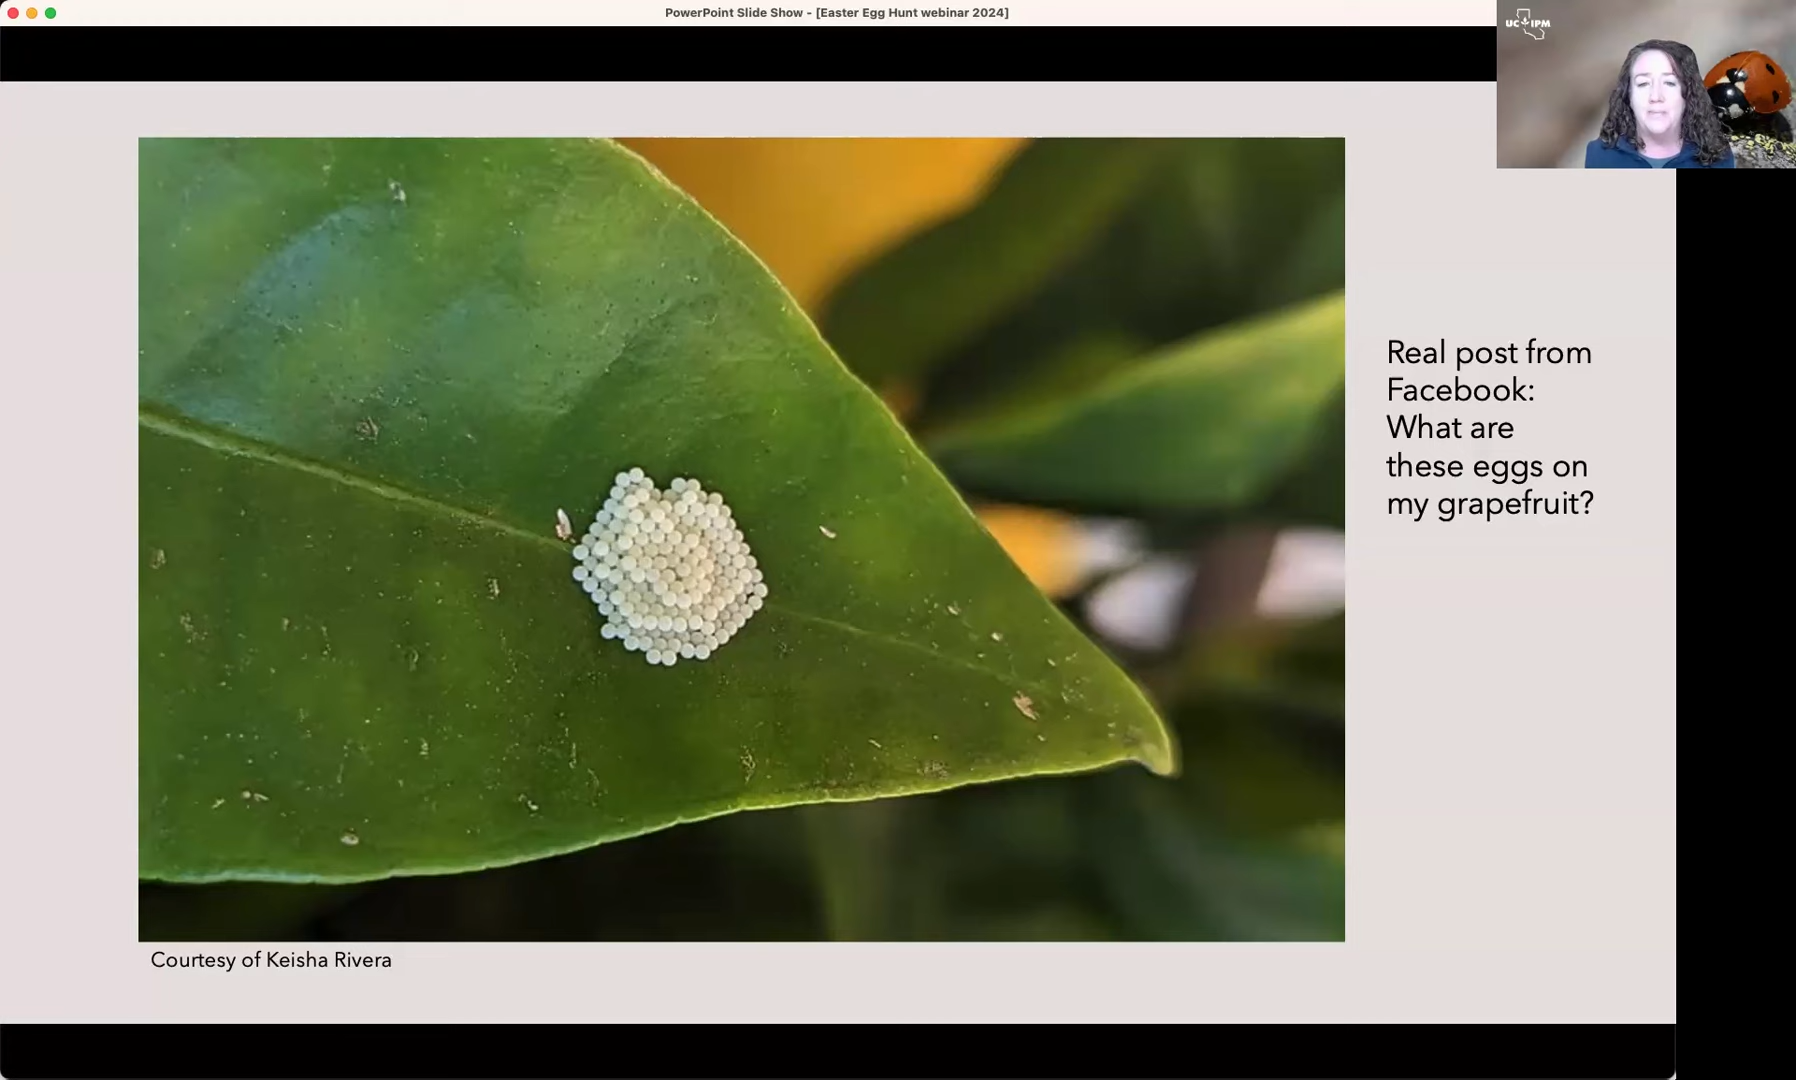 PowerPoint Slide Show - [Easter Egg Hunt webinar 2024]
UC IPM
Real post from
Facebook:
What are
these eggs on
my grapefruit?
Courtesy of Keisha Rivera